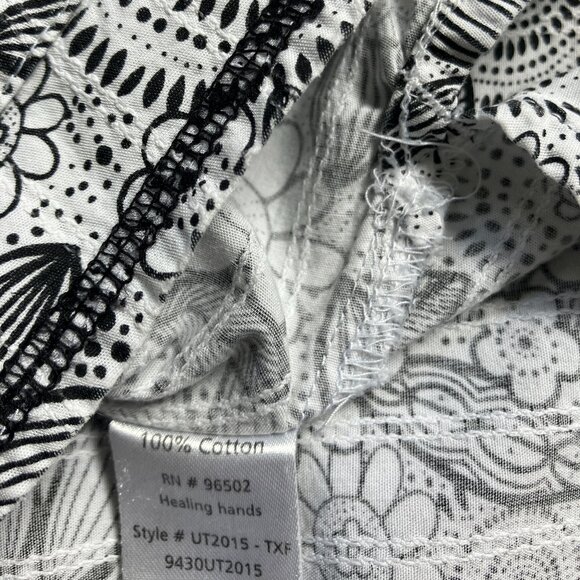 100% Cotton
RN # 96502
Healing hands
Style # UT2015 - TXF
9430UT2015